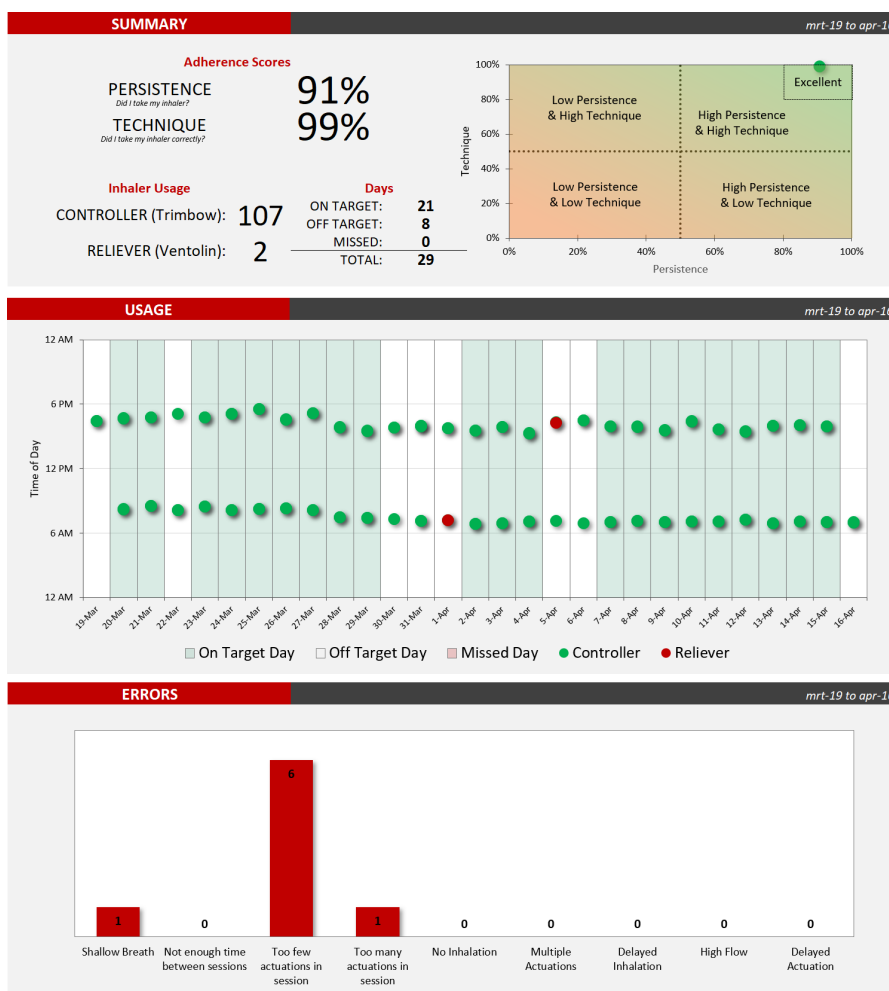 SUMMARY
mrt-19 to apr-1
Adherence Scores
PERSISTENCE
Did I take my inhaler?
91%
TECHNIQUE
Did I take my inhaler correctly?
99%
Inhaler Usage
CONTROLLER (Trimbow): 107
RELIEVER (Ventolin): 2
Days
ON TARGET: 21
OFF TARGET: 8
MISSED: 0
TOTAL: 29
Technique
100%
80%
60%
40%
20%
0%
Excellent
Low Persistence
& High Technique
High Persistence
& High Technique
Low Persistence
& Low Technique
High Persistence
& Low Technique
0% 20% 40% 60% 80% 100%
Persistence
USAGE
mrt-19 to apr-1
Time of Day
12 AM
6 PM
12 PM
6 AM
12 AM
19-Mar 20-Mar 21-Mar 22-Mar 23-Mar 24-Mar 25-Mar 26-Mar 27-Mar 28-Mar 29-Mar 30-Mar 31-Mar 1-Apr 2-Apr 3-Apr 4-Apr 5-Apr 6-Apr 7-Apr 8-Apr 9-Apr 10-Apr 11-Apr 12-Apr 13-Apr 14-Apr 15-Apr 16-Apr
On Target Day Off Target Day Missed Day Controller Reliever
ERRORS
mrt-19 to apr-1
1 0 6 1 0 0 0 0 0
Shallow Breath
Not enough time
between sessions
Too few
actuations in
session
Too many
actuations in
session
No Inhalation
Multiple
Actuations
Delayed
Inhalation
High Flow
Delayed
Actuation